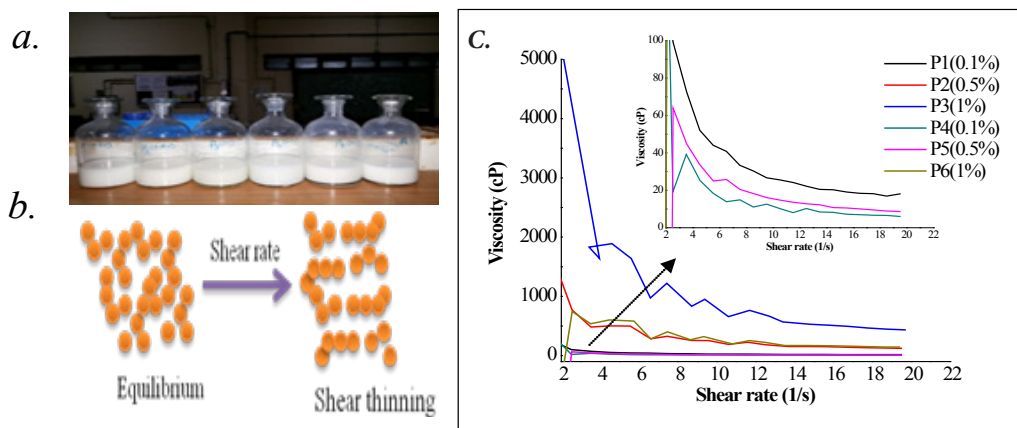 a.
b.
Shear rate
Equilibrium
Shear thinning
C.
5000
4000
3000
2000
1000
0
2 4 6 8 10 12 14 16 18 20 22
Viscosity (cP)
Shear rate (1/s)
100
80
60
40
20
0
2 4 6 8 10 12 14 16 18 20 22
Viscosity (cP)
Shear rate (1/s)
P1(0.1%)
P2(0.5%)
P3(1%)
P4(0.1%)
P5(0.5%)
P6(1%)